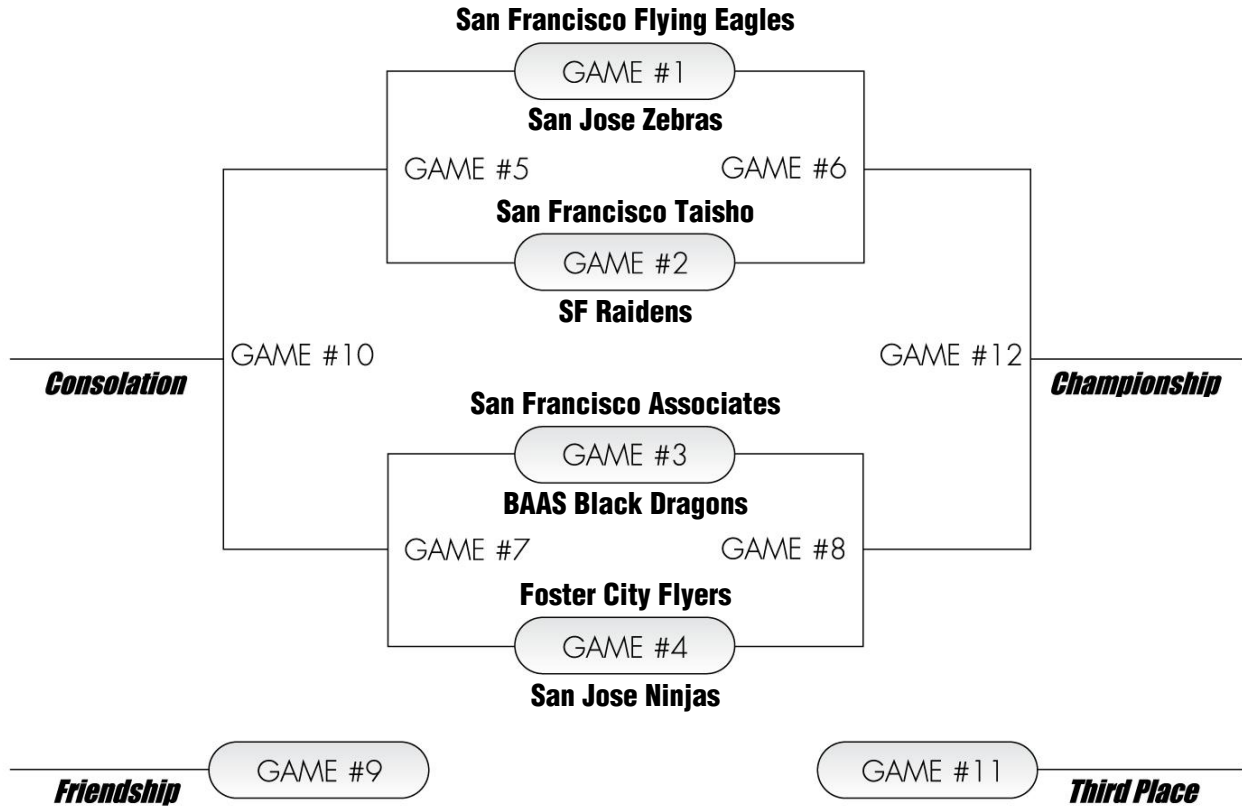 San Francisco Flying Eagles
GAME #1
San Jose Zebras
GAME #5
GAME #6
San Francisco Taisho
GAME #2
SF Raidens
GAME #10
GAME #12
Consolation
Championship
San Francisco Associates
GAME #3
BAAS Black Dragons
GAME #7
GAME #8
Foster City Flyers
GAME #4
San Jose Ninjas
GAME #9
GAME #11
Friendship
Third Place